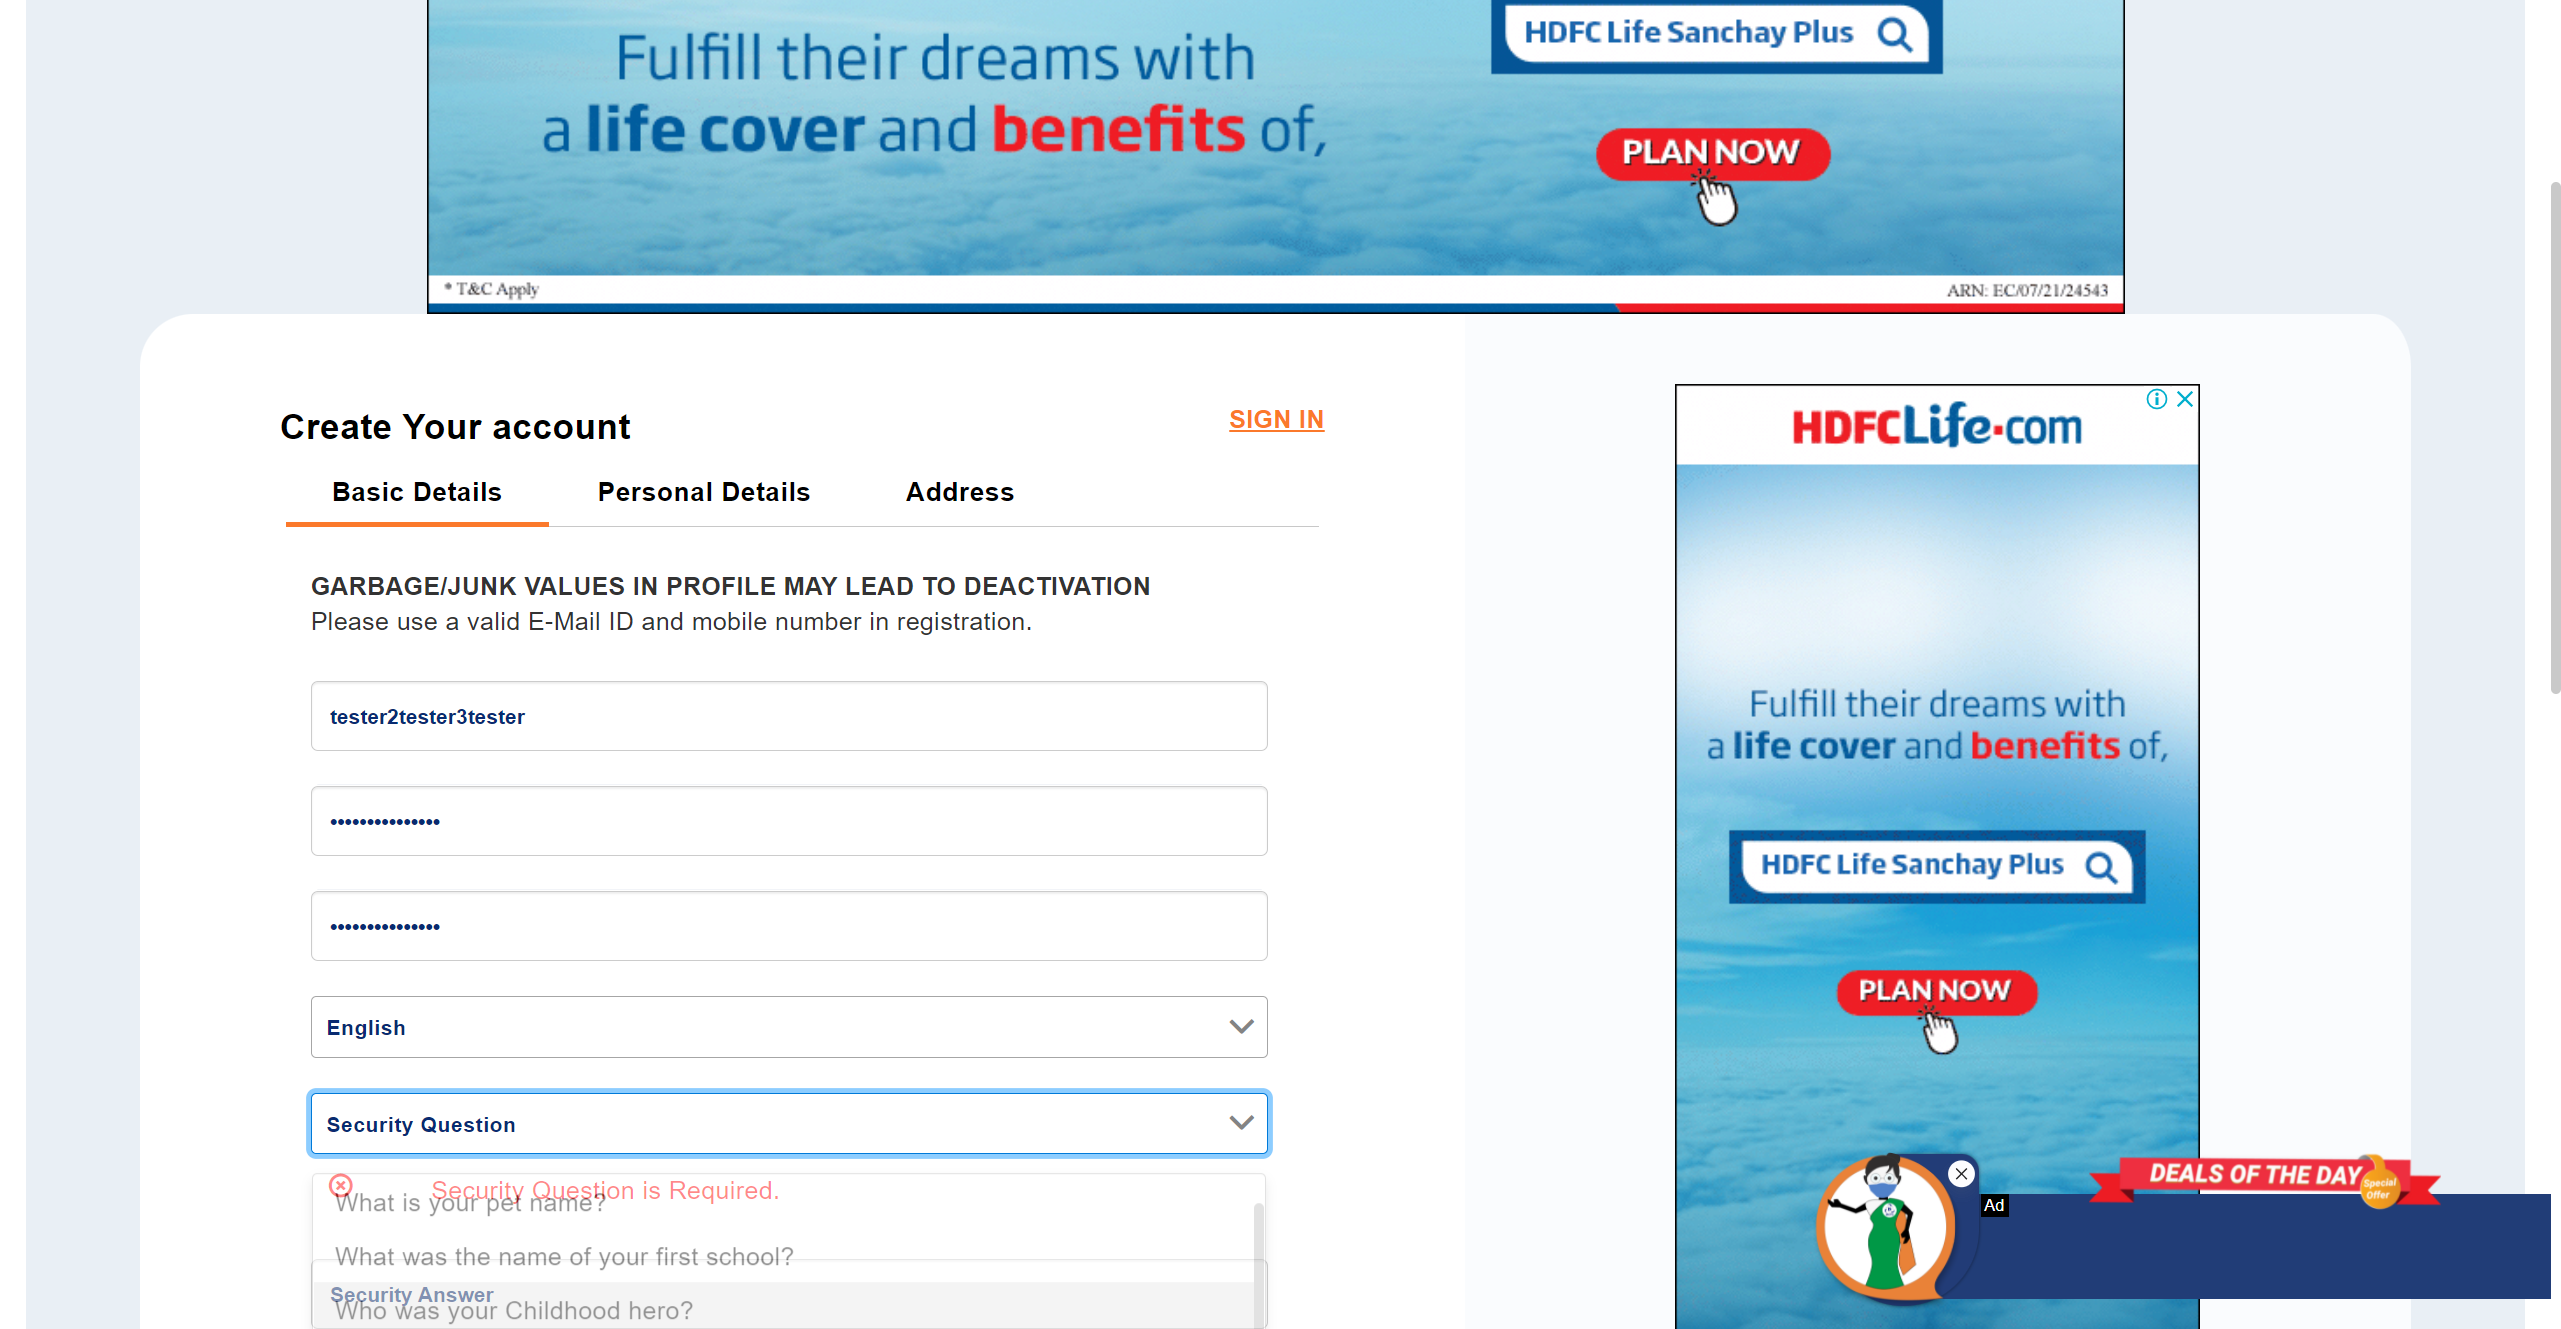 Fulfill their dreams with
a life cover and benefits of,
HDFC Life Sanchay Plus
PLAN NOW
* T&C Apply
ARN: EC/07/21/24543
Create Your account
SIGN IN
Basic Details
Personal Details
Address
GARBAGE/JUNK VALUES IN PROFILE MAY LEAD TO DEACTIVATION
Please use a valid E-Mail ID and mobile number in registration.
tester2tester3tester
•••••••••••••••
•••••••••••••••
English
Security Question
Security Question is Required.
What is your pet name?
What was the name of your first school?
Security Answer
Who was your Childhood hero?
HDFCLife.com
Fulfill their dreams with
a life cover and benefits of,
HDFC Life Sanchay Plus
PLAN NOW
DEALS OF THE DAY
Special
Offer
Ad